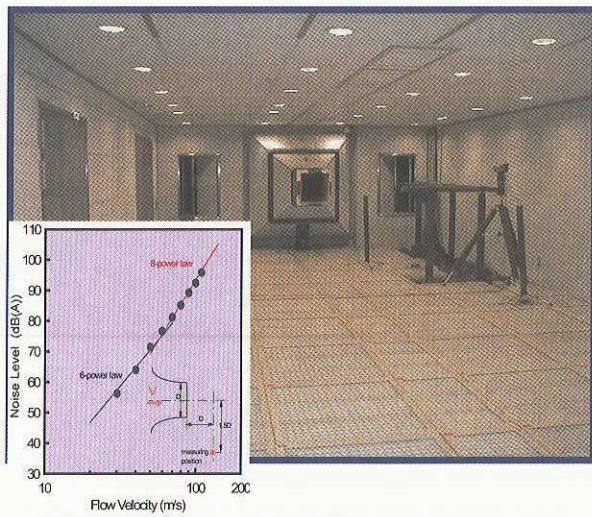 110
100
90
80
70
60
50
40
30
Noise Level (dB(A))
8-power law
6-power law
V
D
D
1.5D
measuring
position
10
100
200
Flow Velocity (m/s)